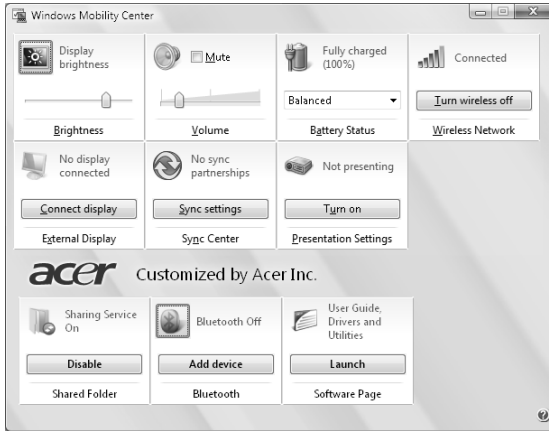 Windows Mobility Center
Display
brightness
Brightness
Mute
Volume
Fully charged
(100%)
Balanced
Battery Status
Connected
Turn wireless off
Wireless Network
No display
connected
Connect display
External Display
No sync
partnerships
Sync settings
Sync Center
Not presenting
Turn on
Presentation Settings
acer Customized by Acer Inc.
Sharing Service
On
Disable
Shared Folder
Bluetooth Off
Add device
Bluetooth
User Guide,
Drivers and
Utilities
Launch
Software Page